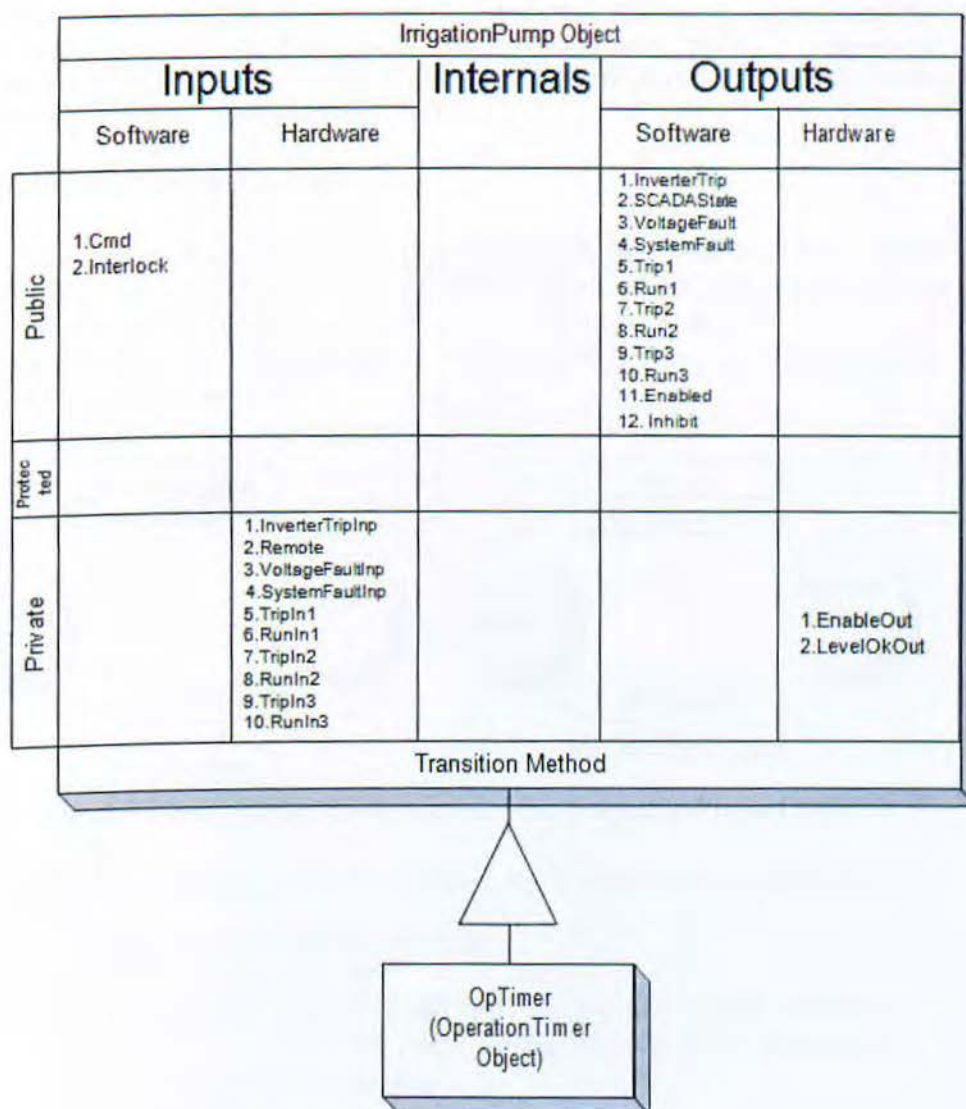 IrrigationPump Object
Inputs
Internals
Outputs
Software
Hardware
Software
Hardware
Public
1.Cmd
2.Interlock
1.InverterTrip
2.SCADAState
3.VoltageFault
4.SystemFault
5.Trip1
6.Run1
7.Trip2
8.Run2
9.Trip3
10.Run3
11.Enabled
12. Inhibit
Protec
ted
Private
1.InverterTripInp
2.Remote
3.VoltageFaultInp
4.SystemFaultInp
5.TripIn1
6.RunIn1
7.TripIn2
8.RunIn2
9.TripIn3
10.RunIn3
1.EnableOut
2.LevelOkOut
Transition Method
OpTimer
(OperationTimer
Object)